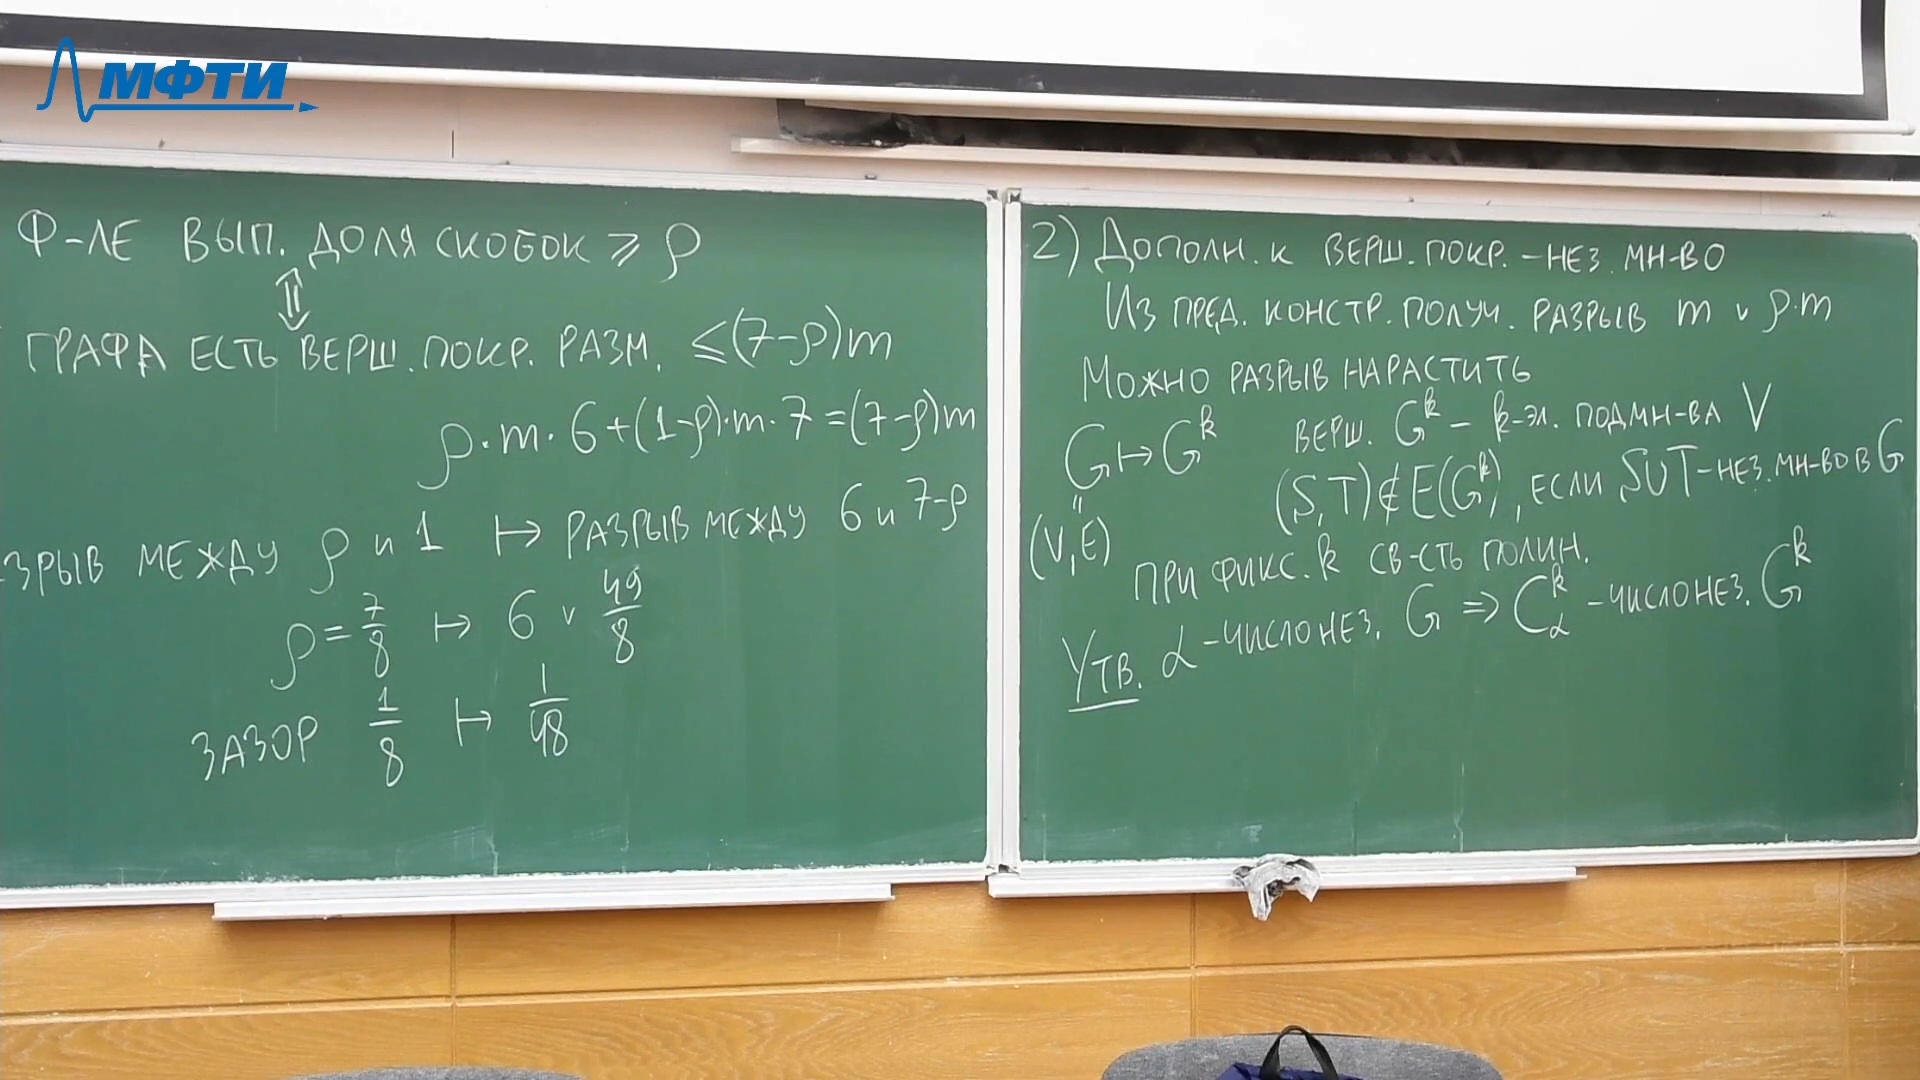 МФТИ
Ф-ЛЕ ВЫП. ДОЛЯ СКОБОК ⩾ ρ
⇕
ГРАФА ЕСТЬ ВЕРШ. ПОКР. РАЗМ. ≤(7-ρ)m
ρ·m·6+(1-ρ)·m·7=(7-ρ)m
ЗРЫВ МЕЖДУ ρ и 1 ↦ РАЗРЫВ МЕЖДУ 6 и 7-ρ
ρ = 7/8 ↦ 6 v 49/8
ЗАЗОР 1/8 ↦ 1/48
2) ДОПОЛН. К ВЕРШ. ПОКР. – НЕЗ. МН-ВО
ИЗ ПРЕД. КОНСТР. ПОЛУЧ. РАЗРЫВ m v ρ·m
МОЖНО РАЗРЫВ НАРАСТИТЬ
G ↦ G^k ВЕРШ. G^k – k-ЭЛ. ПОДМН-ВА V
"
(V,E) (S,T)∉E(G^k), ЕСЛИ S∪T-НЕЗ. МН-ВО В G
ПРИ ФИКС. k СВ-СТЬ ПОЛИН.
УТВ. α -ЧИСЛО НЕЗ. G ⇒ C_α^k -ЧИСЛО НЕЗ. G^k